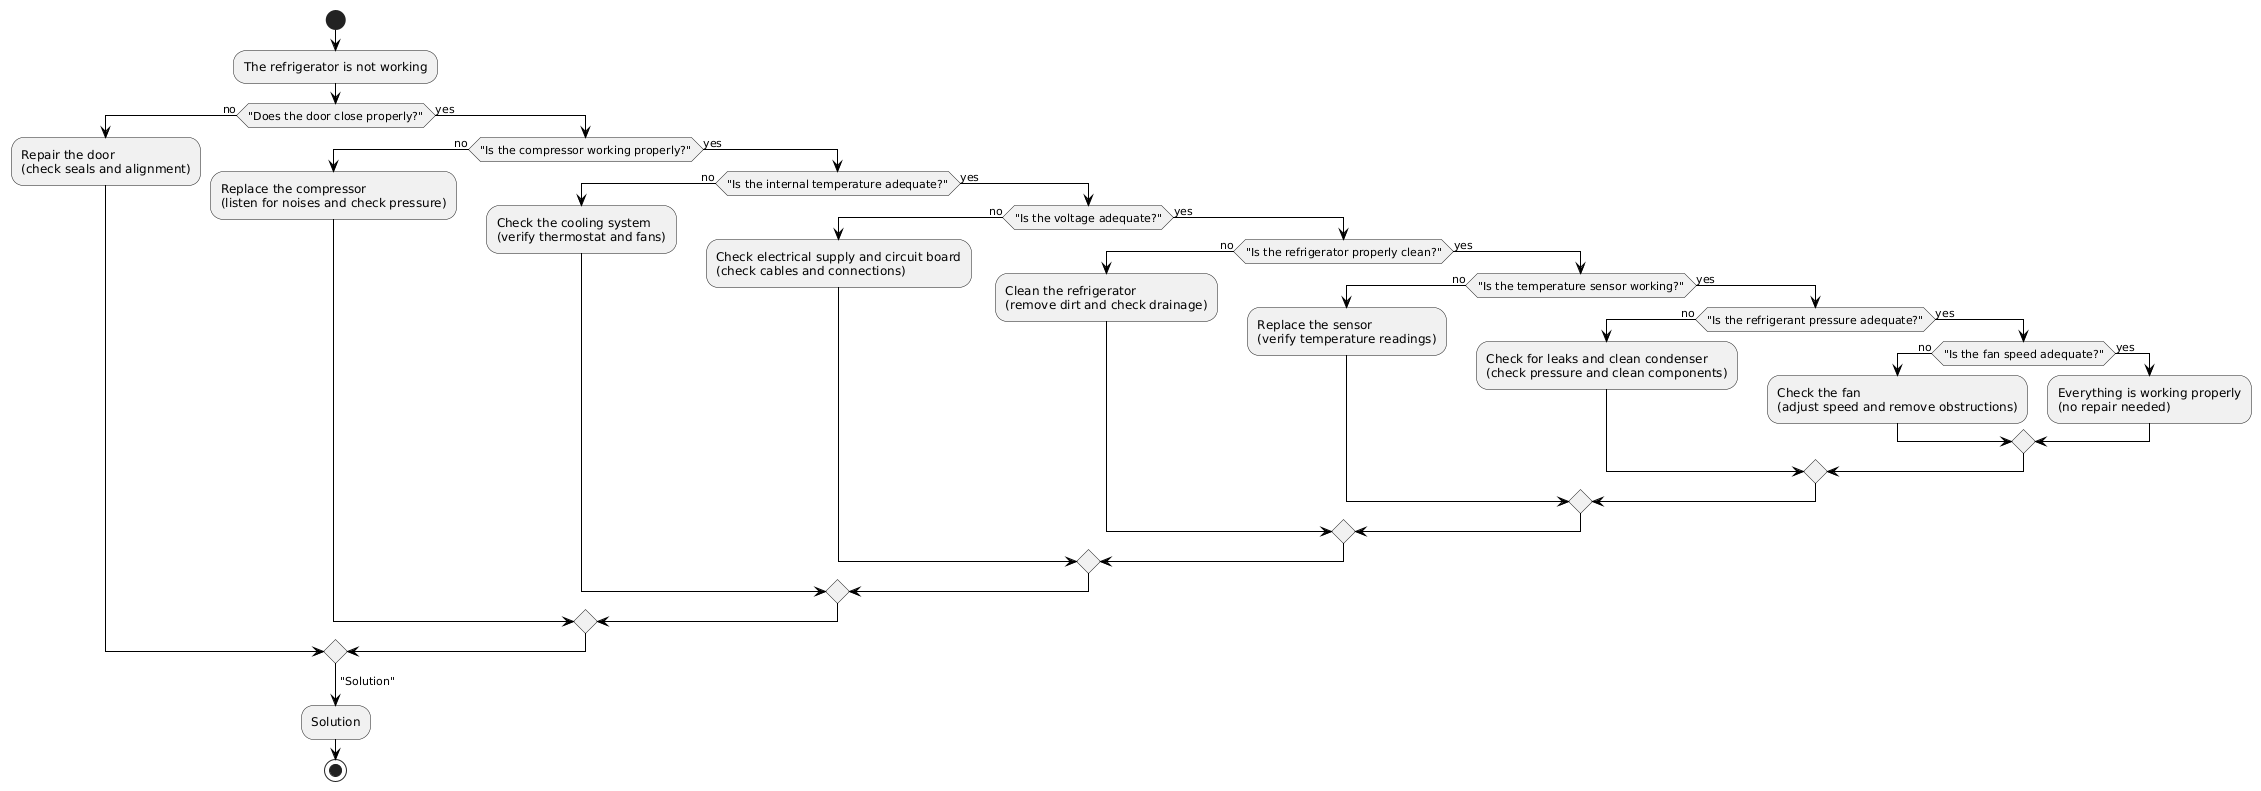 The refrigerator is not working
no
"Does the door close properly?"
yes
Repair the door
(check seals and alignment)
no
"Is the compressor working properly?"
yes
Replace the compressor
(listen for noises and check pressure)
no
"Is the internal temperature adequate?"
yes
Check the cooling system
(verify thermostat and fans)
no
"Is the voltage adequate?"
yes
Check electrical supply and circuit board
(check cables and connections)
no
"Is the refrigerator properly clean?"
yes
Clean the refrigerator
(remove dirt and check drainage)
no
"Is the temperature sensor working?"
yes
Replace the sensor
(verify temperature readings)
no
"Is the refrigerant pressure adequate?"
yes
Check for leaks and clean condenser
(check pressure and clean components)
no
"Is the fan speed adequate?"
yes
Check the fan
(adjust speed and remove obstructions)
Everything is working properly
(no repair needed)
"Solution"
Solution